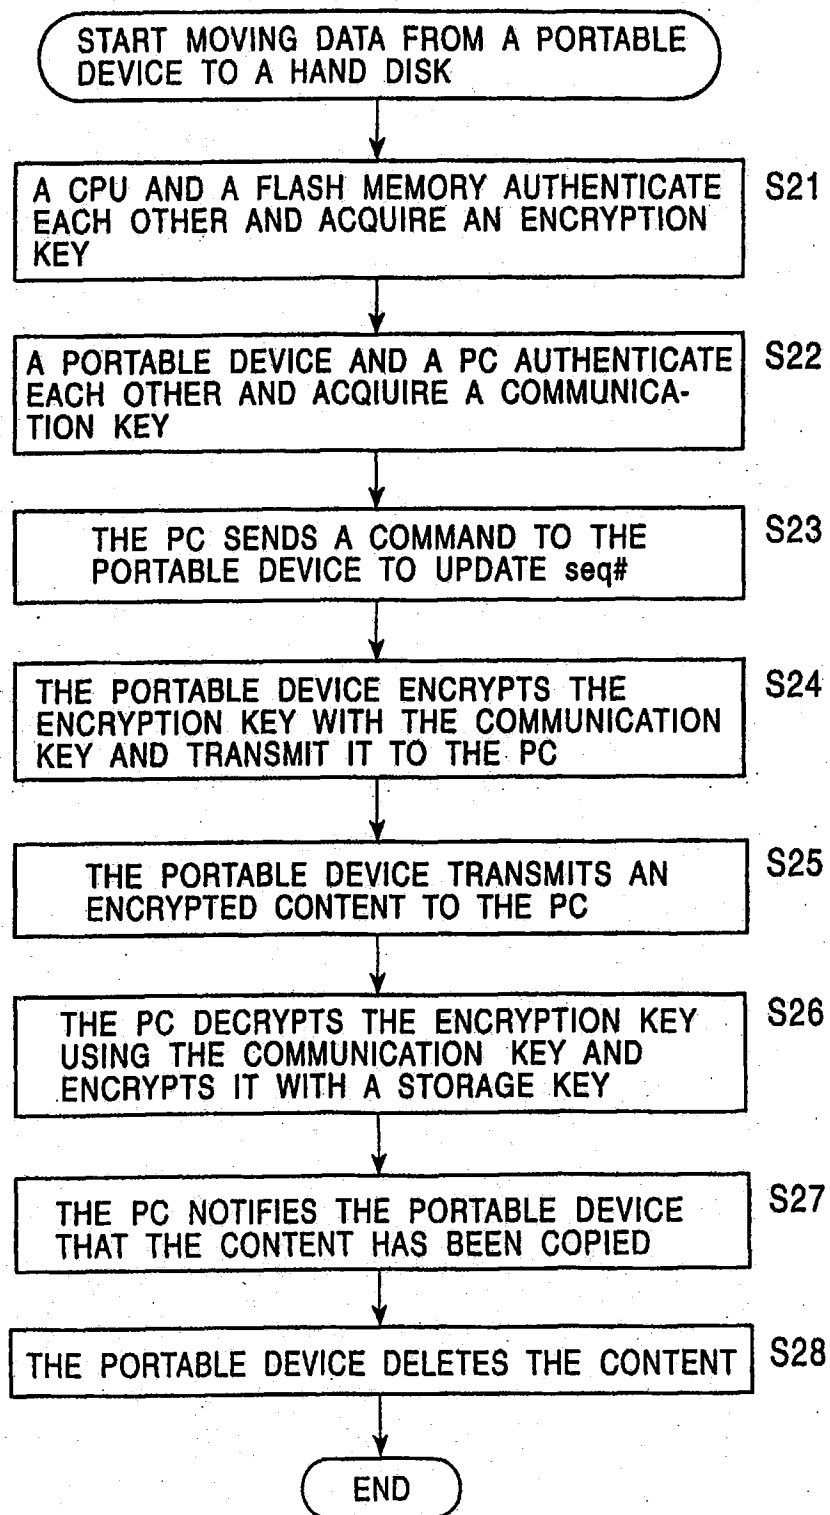 START MOVING DATA FROM A PORTABLE
DEVICE TO A HAND DISK
A CPU AND A FLASH MEMORY AUTHENTICATE
EACH OTHER AND ACQUIRE AN ENCRYPTION
KEY
S21
A PORTABLE DEVICE AND A PC AUTHENTICATE
EACH OTHER AND ACQIUIRE A COMMUNICA-
TION KEY
S22
THE PC SENDS A COMMAND TO THE
PORTABLE DEVICE TO UPDATE seq#
S23
THE PORTABLE DEVICE ENCRYPTS THE
ENCRYPTION KEY WITH THE COMMUNICATION
KEY AND TRANSMIT IT TO THE PC
S24
THE PORTABLE DEVICE TRANSMITS AN
ENCRYPTED CONTENT TO THE PC
S25
THE PC DECRYPTS THE ENCRYPTION KEY
USING THE COMMUNICATION KEY AND
ENCRYPTS IT WITH A STORAGE KEY
S26
THE PC NOTIFIES THE PORTABLE DEVICE
THAT THE CONTENT HAS BEEN COPIED
S27
THE PORTABLE DEVICE DELETES THE CONTENT
S28
END